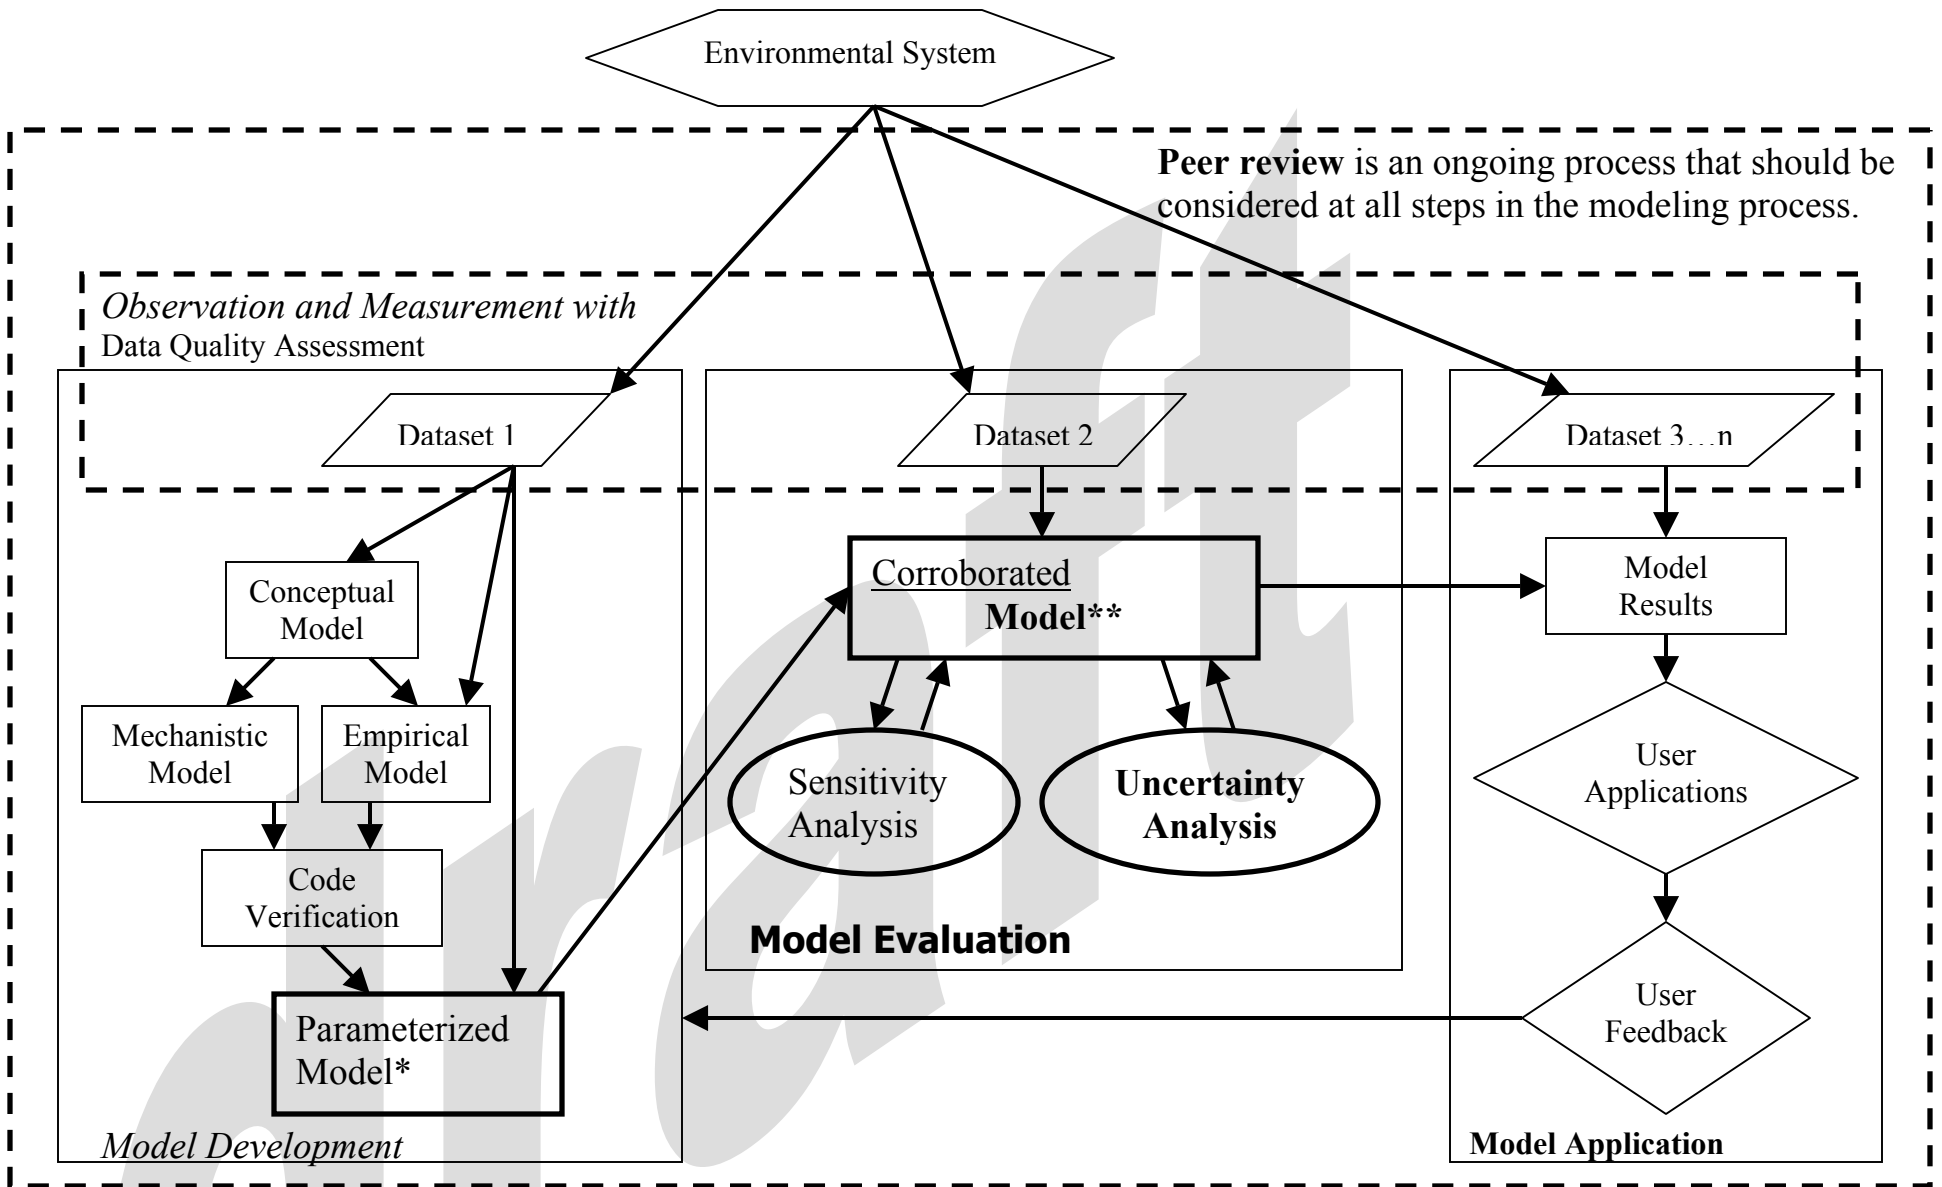 Environmental System
Peer review is an ongoing process that should be
considered at all steps in the modeling process.
Observation and Measurement with
Data Quality Assessment
Dataset 1
Dataset 2
Dataset 3…n
Conceptual
Model
Mechanistic
Model
Empirical
Model
Code
Verification
Parameterized
Model*
Model Development
Corroborated
Model**
Sensitivity
Analysis
Uncertainty
Analysis
Model Evaluation
Model
Results
User
Applications
User
Feedback
Model Application
draft